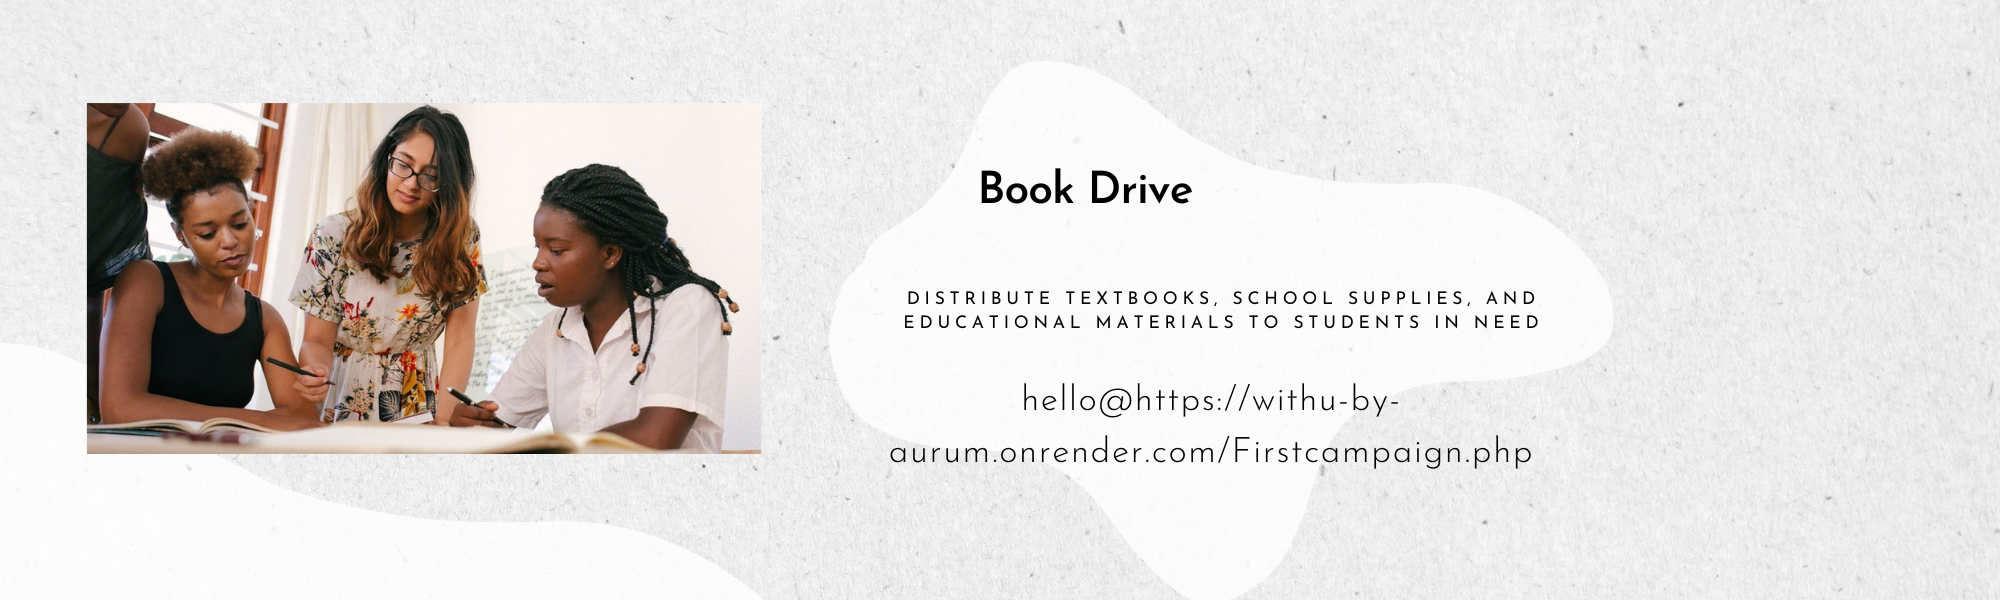 Book Drive
DISTRIBUTE TEXTBOOKS, SCHOOL SUPPLIES, AND
EDUCATIONAL MATERIALS TO STUDENTS IN NEED
hello@https://withu-by-
aurum.onrender.com/Firstcampaign.php